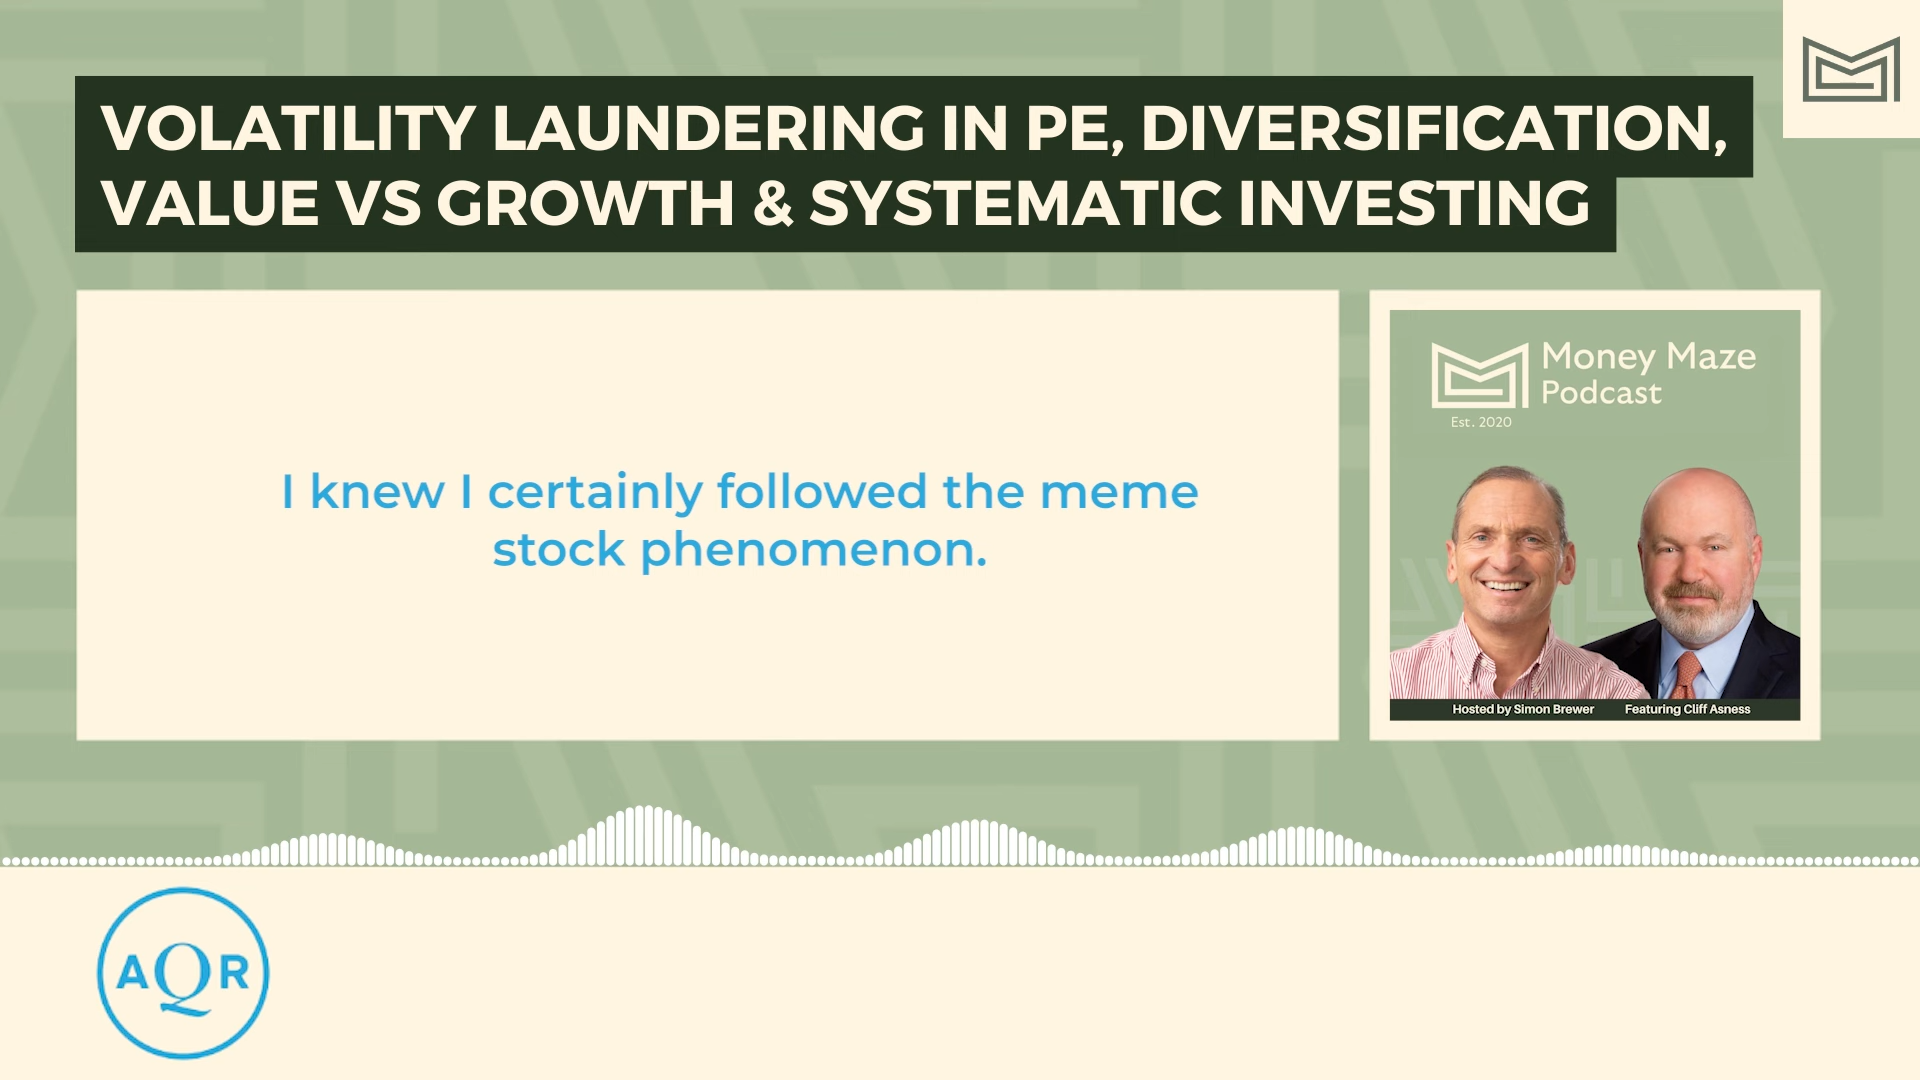 VOLATILITY LAUNDERING IN PE, DIVERSIFICATION,
VALUE VS GROWTH & SYSTEMATIC INVESTING
I knew I certainly followed the meme
stock phenomenon.
Money Maze
Podcast
Est. 2020
Hosted by Simon Brewer
Featuring Cliff Asness
AQR